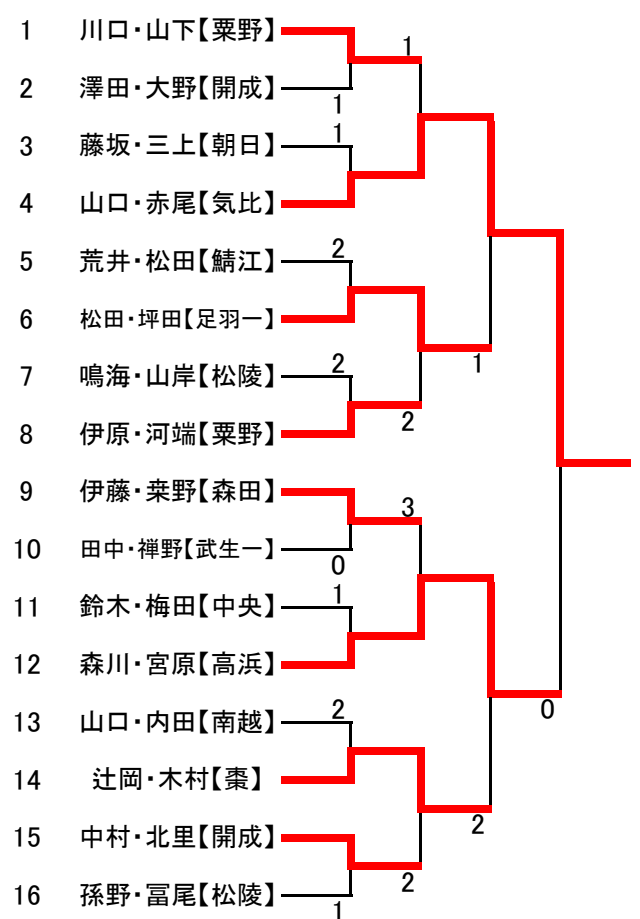 1 川口・山下【粟野】
1
2 澤田・大野【開成】
1
3 藤坂・三上【朝日】
1
4 山口・赤尾【気比】
5 荒井・松田【鯖江】
2
6 松田・坪田【足羽一】
7 鳴海・山岸【松陵】
2
1
8 伊原・河端【粟野】
2
9 伊藤・桒野【森田】
3
10 田中・禅野【武生一】
0
11 鈴木・梅田【中央】
1
12 森川・宮原【高浜】
13 山口・内田【南越】
2
0
14 辻岡・木村【棗】
15 中村・北里【開成】
2
2
16 孫野・冨尾【松陵】
1